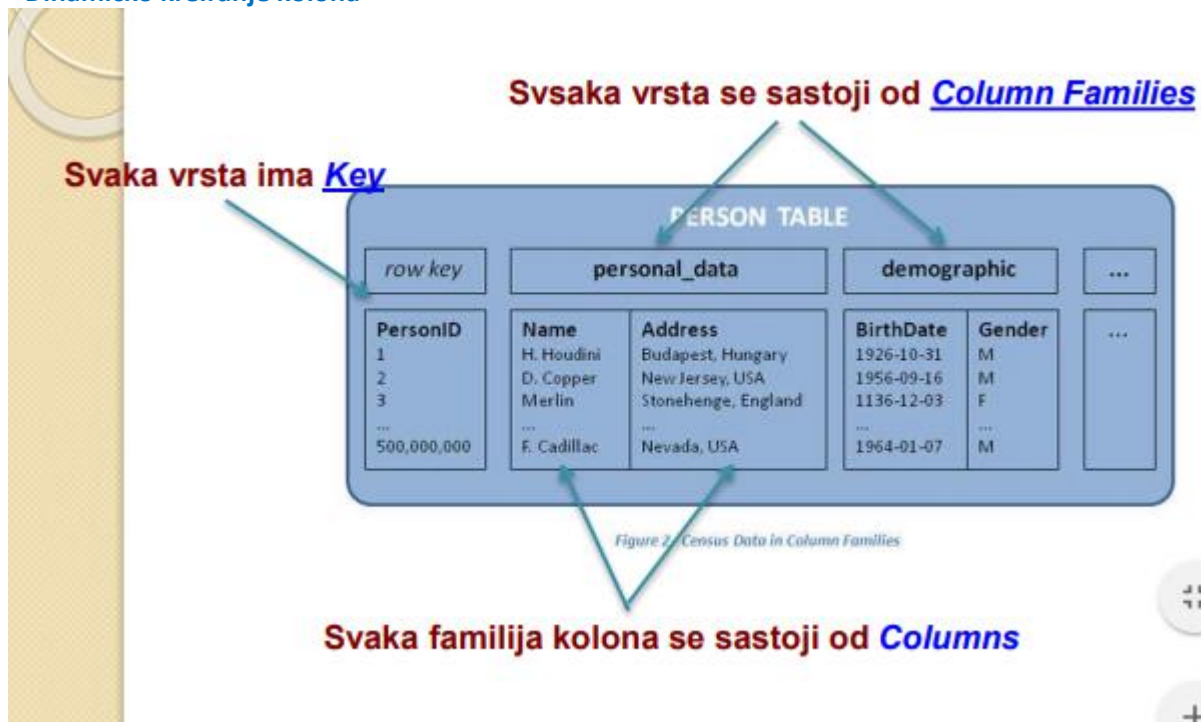 Svsaka vrsta se sastoji od Column Families
Svaka vrsta ima Key
PERSON TABLE
row key personal_data demographic ...
PersonID Name Address BirthDate Gender ...
1 H. Houdini Budapest, Hungary 1926-10-31 M
2 D. Copper New Jersey, USA 1956-09-16 M
3 Merlin Stonehenge, England 1136-12-03 F
... ... ... ... ...
500,000,000 F. Cadillac Nevada, USA 1964-01-07 M
Figure 2. Census Data in Column Families
Svaka familija kolona se sastoji od Columns